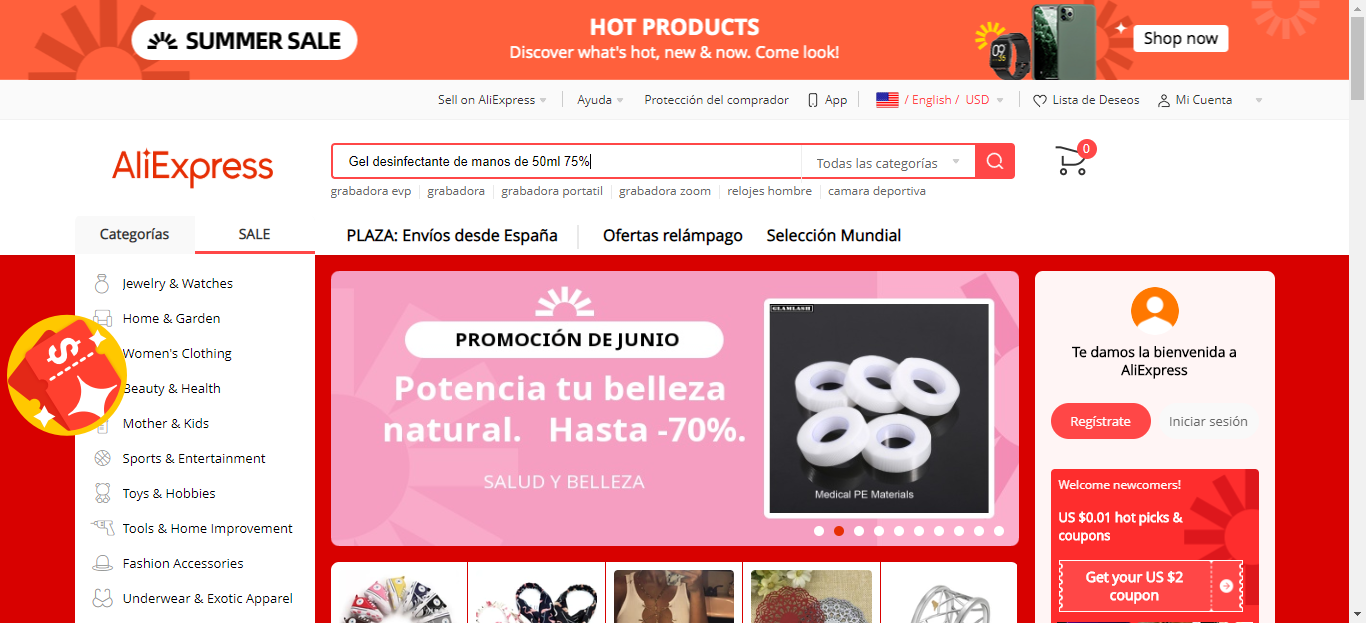 SUMMER SALE
HOT PRODUCTS
Discover what's hot, new & now. Come look!
Shop now
Sell on AliExpress
Ayuda
Protección del comprador
App
/ English / USD
Lista de Deseos
Mi Cuenta
AliExpress
Gel desinfectante de manos de 50ml 75%
Todas las categorías
0
grabadora evp
grabadora
grabadora portatil
grabadora zoom
relojes hombre
camara deportiva
Categorías
SALE
PLAZA: Envíos desde España
Ofertas relámpago
Selección Mundial
Jewelry & Watches
Home & Garden
Women's Clothing
Beauty & Health
Mother & Kids
Sports & Entertainment
Toys & Hobbies
Tools & Home Improvement
Fashion Accessories
Underwear & Exotic Apparel
$
PROMOCIÓN DE JUNIO
Potencia tu belleza
natural. Hasta -70%.
SALUD Y BELLEZA
GLAMLASH
Medical PE Materials
Te damos la bienvenida a
AliExpress
Regístrate
Iniciar sesión
Welcome newcomers!
US $0.01 hot picks &
coupons
Get your US $2
coupon